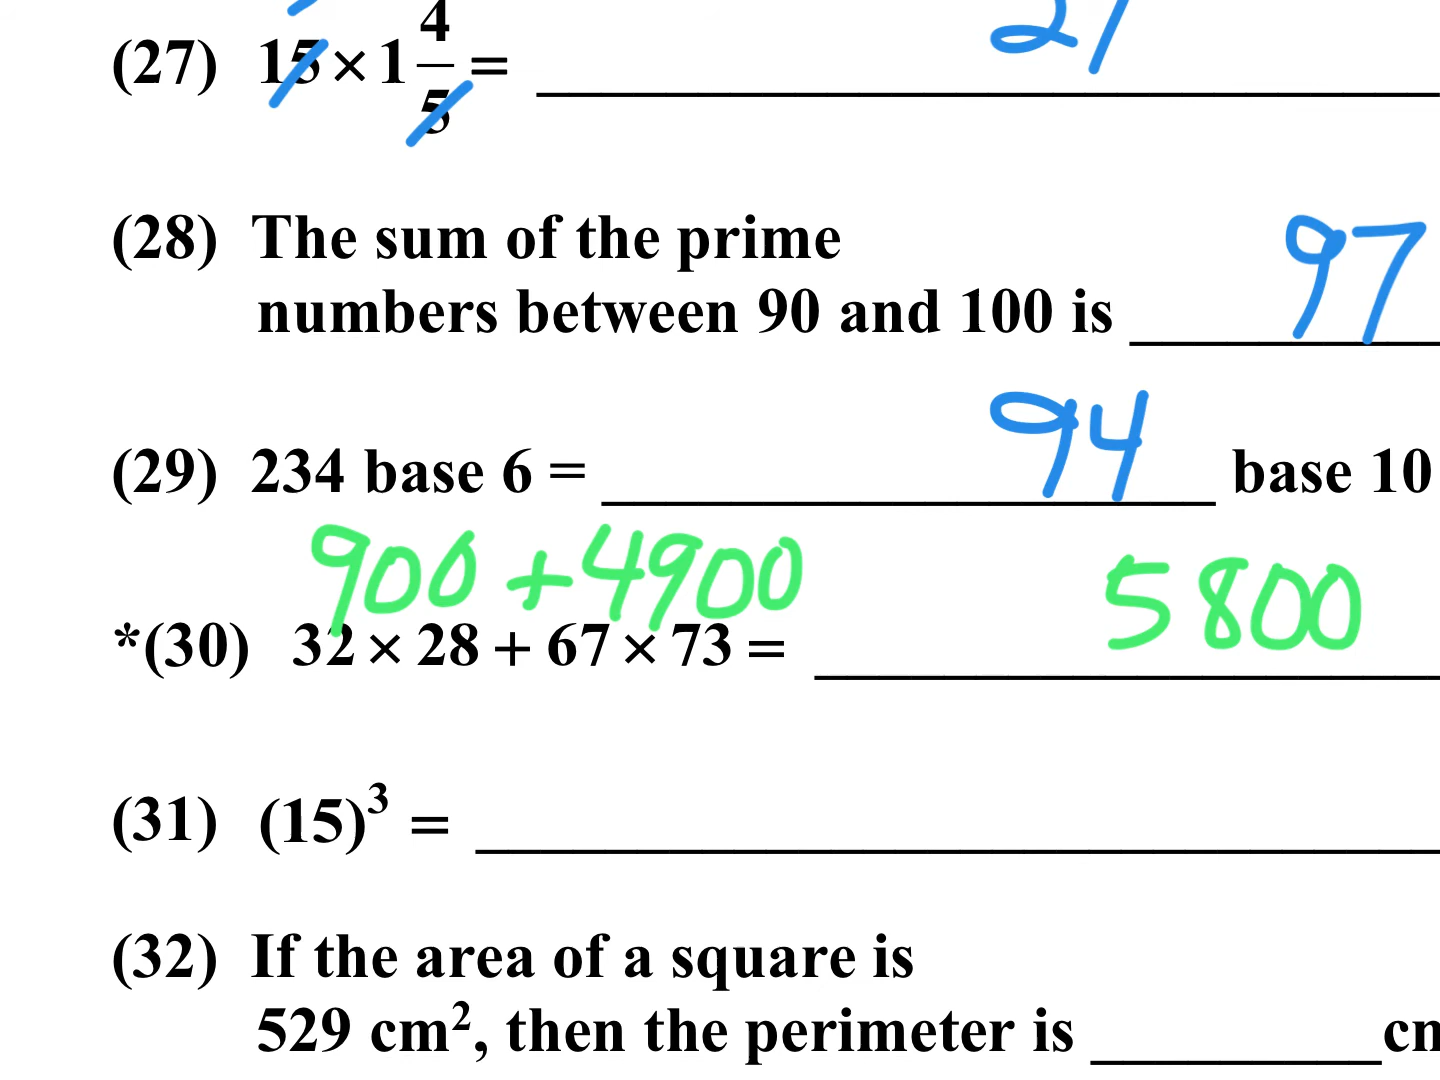 (27) 15 × 1 4/5 = 27
(28) The sum of the prime
numbers between 90 and 100 is 97
(29) 234 base 6 = 94 base 10
900 + 4900
*(30) 32 × 28 + 67 × 73 = 5800
(31) (15)³ =
(32) If the area of a square is
529 cm², then the perimeter is